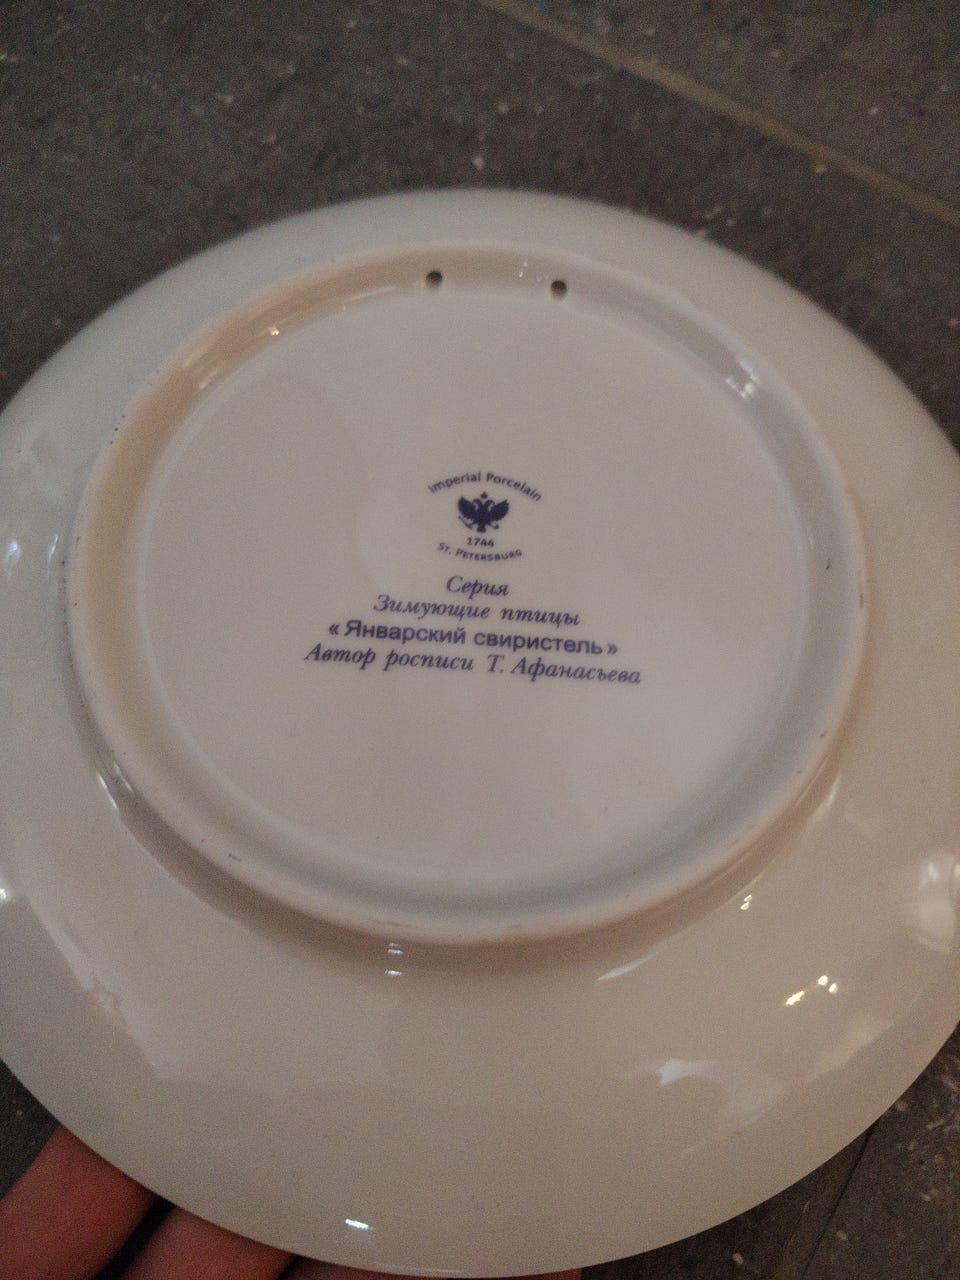 Imperial Porcelain
1744
St. Petersburg
Серия
Зимующие птицы
«Январский свиристель»
Автор росписи Т. Афанасьева